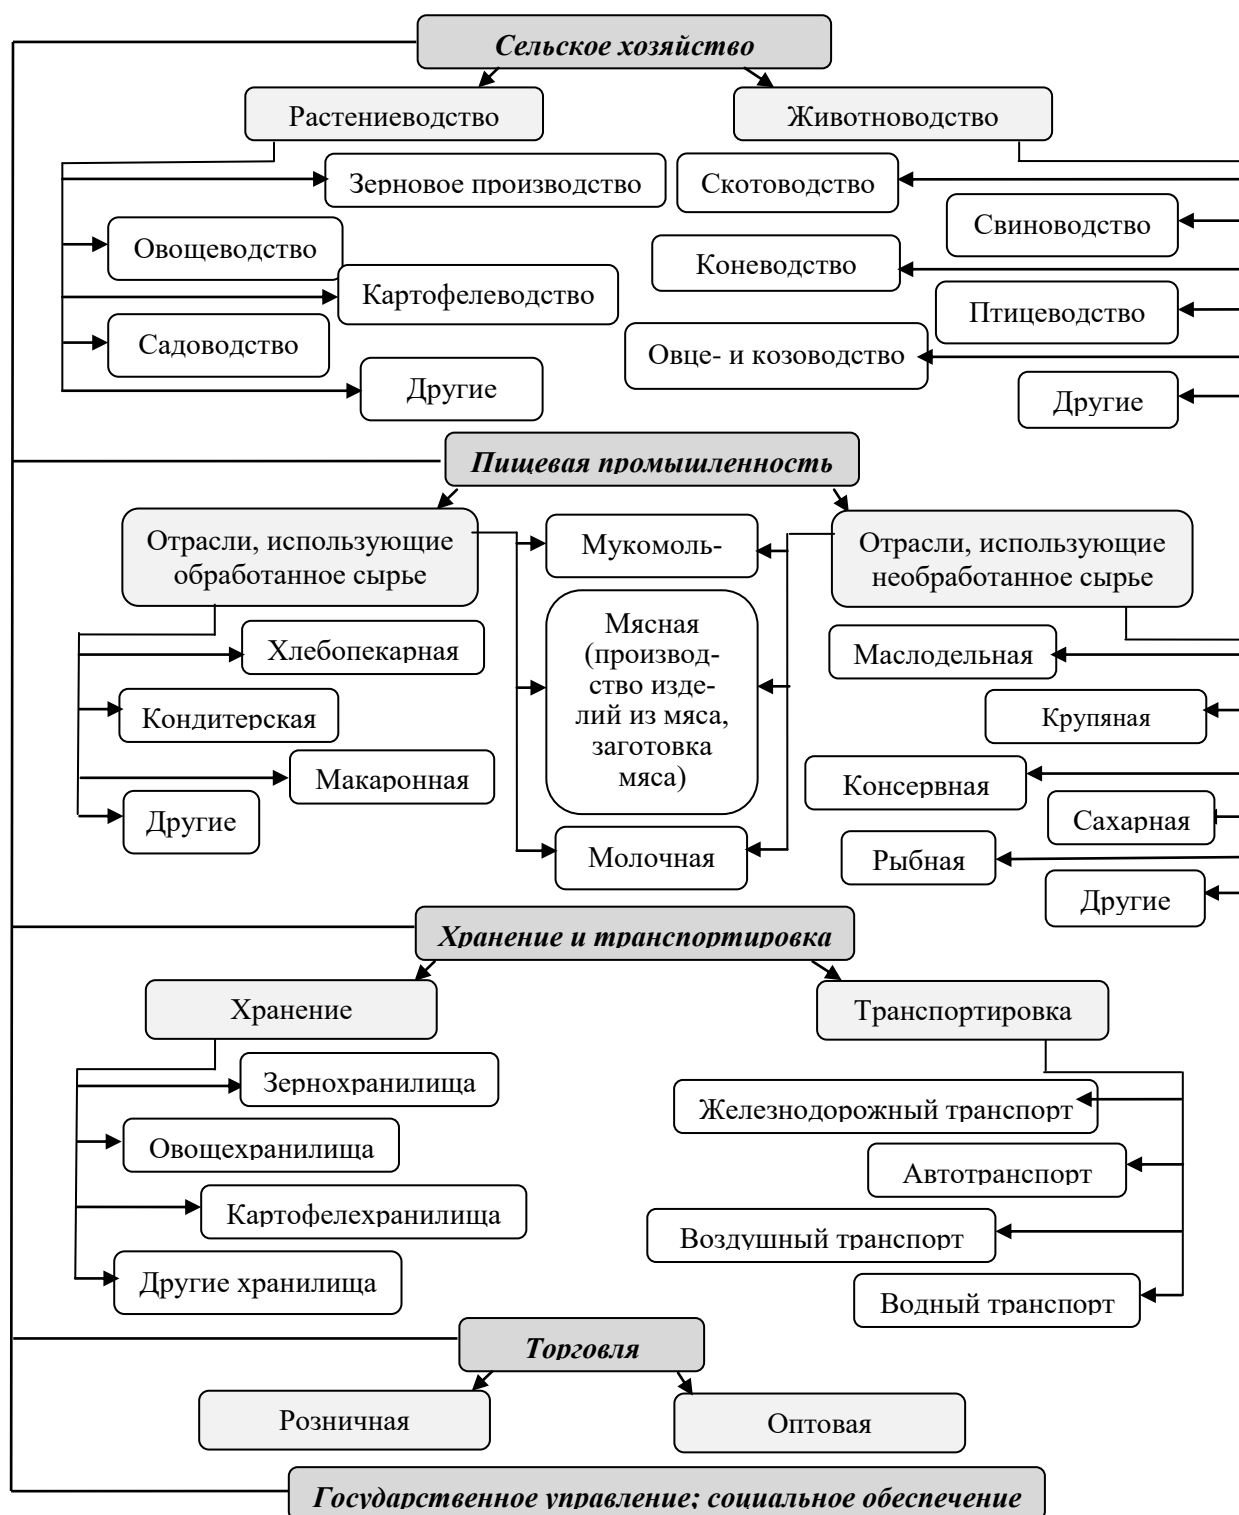 Сельское хозяйство
Растениеводство
Животноводство
Зерновое производство
Скотоводство
Свиноводство
Овощеводство
Коневодство
Картофелеводство
Птицеводство
Садоводство
Овце- и козоводство
Другие
Другие
Пищевая промышленность
Отрасли, использующие
обработанное сырье
Мукомоль-
Отрасли, использующие
необработанное сырье
Мясная
(производ-
ство изде-
лий из мяса,
заготовка
мяса)
Хлебопекарная
Маслодельная
Кондитерская
Крупяная
Макаронная
Консервная
Другие
Сахарная
Молочная
Рыбная
Другие
Хранение и транспортировка
Хранение
Транспортировка
Зернохранилища
Железнодорожный транспорт
Овощехранилища
Автотранспорт
Картофелехранилища
Воздушный транспорт
Другие хранилища
Водный транспорт
Торговля
Розничная
Оптовая
Государственное управление; социальное обеспечение